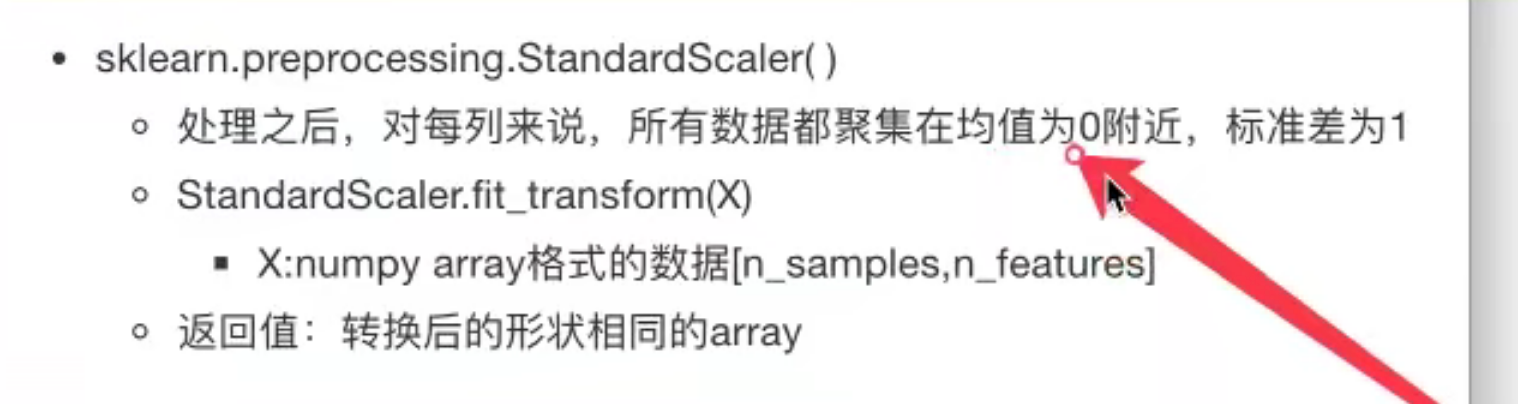 • sklearn.preprocessing.StandardScaler( )
○ 处理之后，对每列来说，所有数据都聚集在均值为0附近，标准差为1
○ StandardScaler.fit_transform(X)
▪ X:numpy array格式的数据[n_samples,n_features]
○ 返回值：转换后的形状相同的array